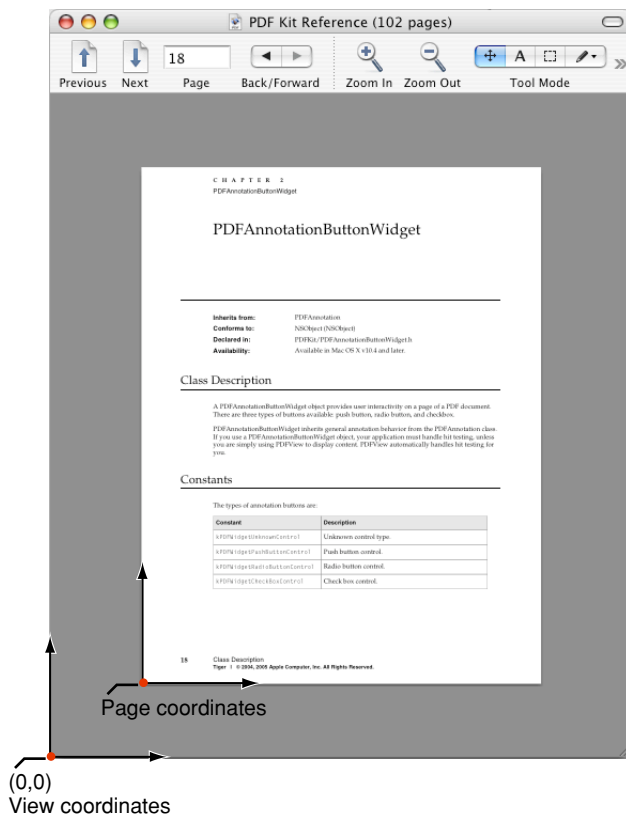 PDF Kit Reference (102 pages)
18
A
Previous Next Page Back/Forward Zoom In Zoom Out Tool Mode
CHAPTER 2
PDFAnnotationButtonWidget
PDFAnnotationButtonWidget
Inherits from: PDFAnnotation
Conforms to: NSObject (NSObject)
Declared in: PDFKit/PDFAnnotationButtonWidget.h
Availability: Available in Mac OS X v10.4 and later.
Class Description
A PDFAnnotationButtonWidget object provides user interactivity on a page of a PDF document.
There are three types of buttons available: push button, radio button, and checkbox.
PDFAnnotationButtonWidget inherits general annotation behavior from the PDFAnnotation class.
If you use a PDFAnnotationButtonWidget object, your application must handle hit testing, unless
you are simply using PDFView to display content. PDFView automatically handles hit testing for
you.
Constants
The types of annotation buttons are:
Constant Description
kPDFWidgetUnknownControl Unknown control type.
kPDFWidgetPushButtonControl Push button control.
kPDFWidgetRadioButtonControl Radio button control.
kPDFWidgetCheckBoxControl Check box control.
18 Class Description
Tiger | © 2004, 2005 Apple Computer, Inc. All Rights Reserved.
Page coordinates
(0,0)
View coordinates